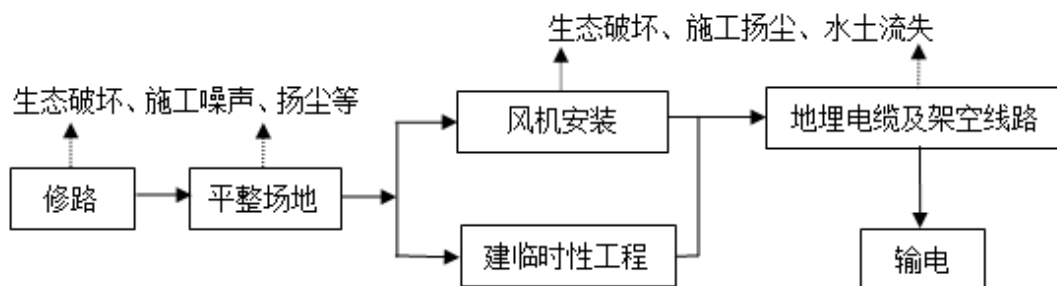 生态破坏、施工扬尘、水土流失
生态破坏、施工噪声、扬尘等
风机安装
地埋电缆及架空线路
修路
平整场地
建临时性工程
输电